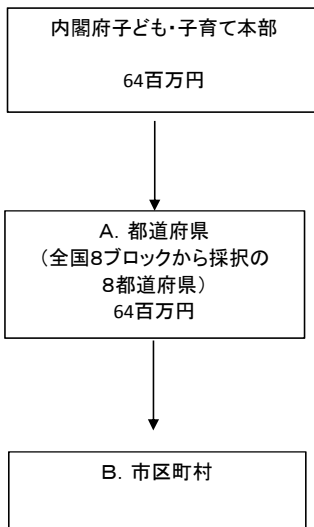 内閣府子ども・子育て本部
64百万円
A. 都道府県
(全国8ブロックから採択の
8都道府県)
64百万円
B. 市区町村